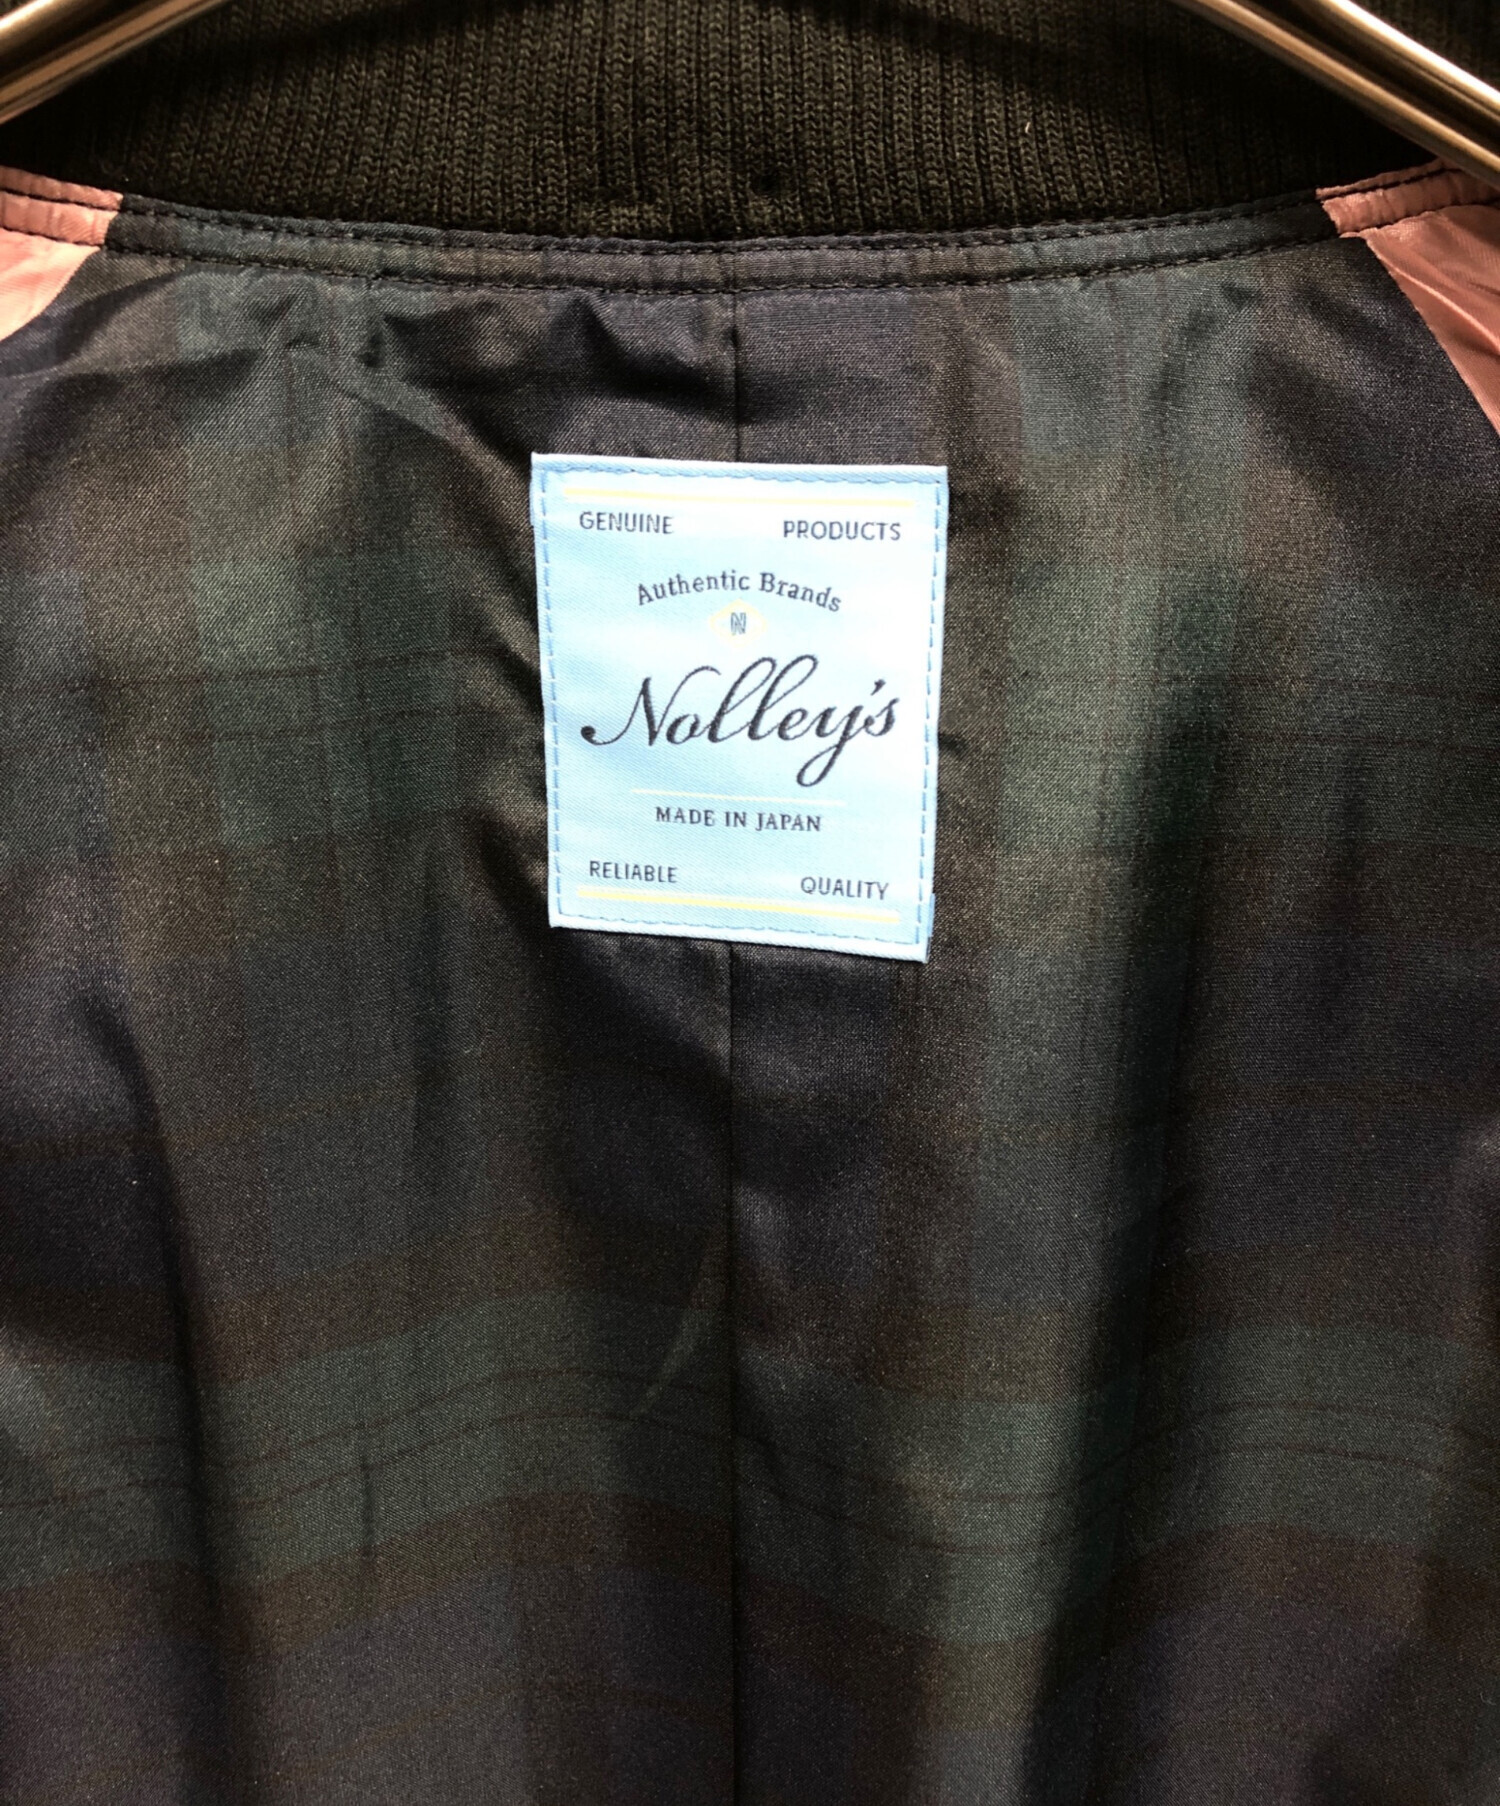 GENUINE PRODUCTS
Authentic Brands
N
Nolley's
MADE IN JAPAN
RELIABLE QUALITY